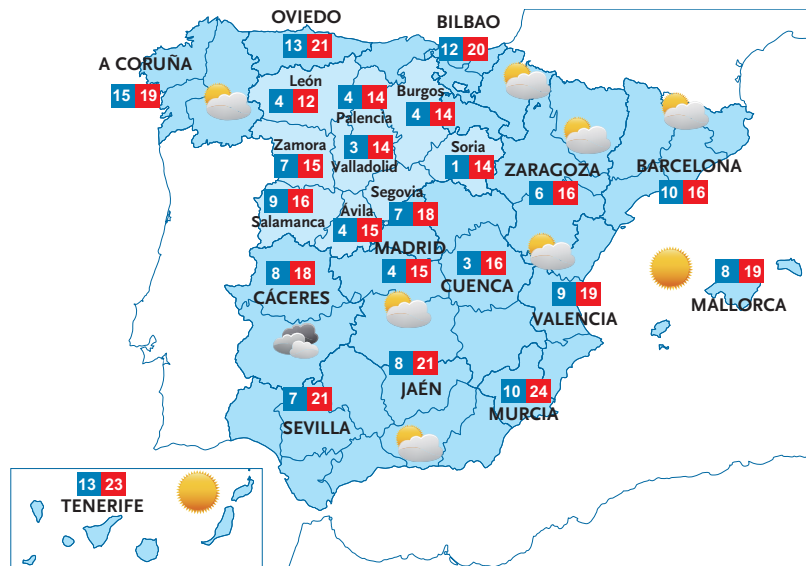 OVIEDO
13 21
BILBAO
12 20
A CORUÑA
15 19
León
4 12
4 14
Palencia
Burgos
4 14
Zamora
7 15
3 14
Valladolid
Soria
1 14
ZARAGOZA
6 16
BARCELONA
10 16
9 16
Salamanca
Ávila
4 15
Segovia
7 18
MADRID
4 15
3 16
CUENCA
8 18
CÁCERES
9 19
VALENCIA
8 19
MALLORCA
8 21
JAÉN
7 21
SEVILLA
10 24
MURCIA
13 23
TENERIFE